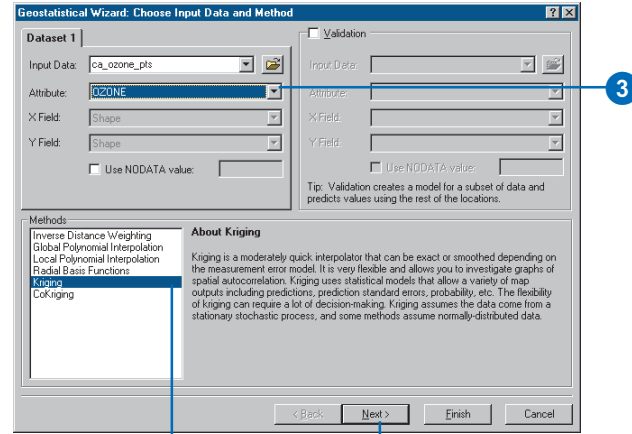 Geostatistical Wizard: Choose Input Data and Method
Dataset 1
Input Data: ca_ozone_pts
Attribute: OZONE
X Field: Shape
Y Field: Shape
Use NODATA value:
Validation
Input Data:
Attribute:
X Field:
Y Field:
Use NODATA value:
Tip: Validation creates a model for a subset of data and
predicts values using the rest of the locations.
3
Methods
Inverse Distance Weighting
Global Polynomial Interpolation
Local Polynomial Interpolation
Radial Basis Functions
Kriging
CoKriging
About Kriging
Kriging is a moderately quick interpolator that can be exact or smoothed depending on
the measurement error model. It is very flexible and allows you to investigate graphs of
spatial autocorrelation. Kriging uses statistical models that allow a variety of map
outputs including predictions, prediction standard errors, probability, etc. The flexibility
of kriging can require a lot of decision-making. Kriging assumes the data come from a
stationary stochastic process, and some methods assume normally-distributed data.
< Back Next > Finish Cancel